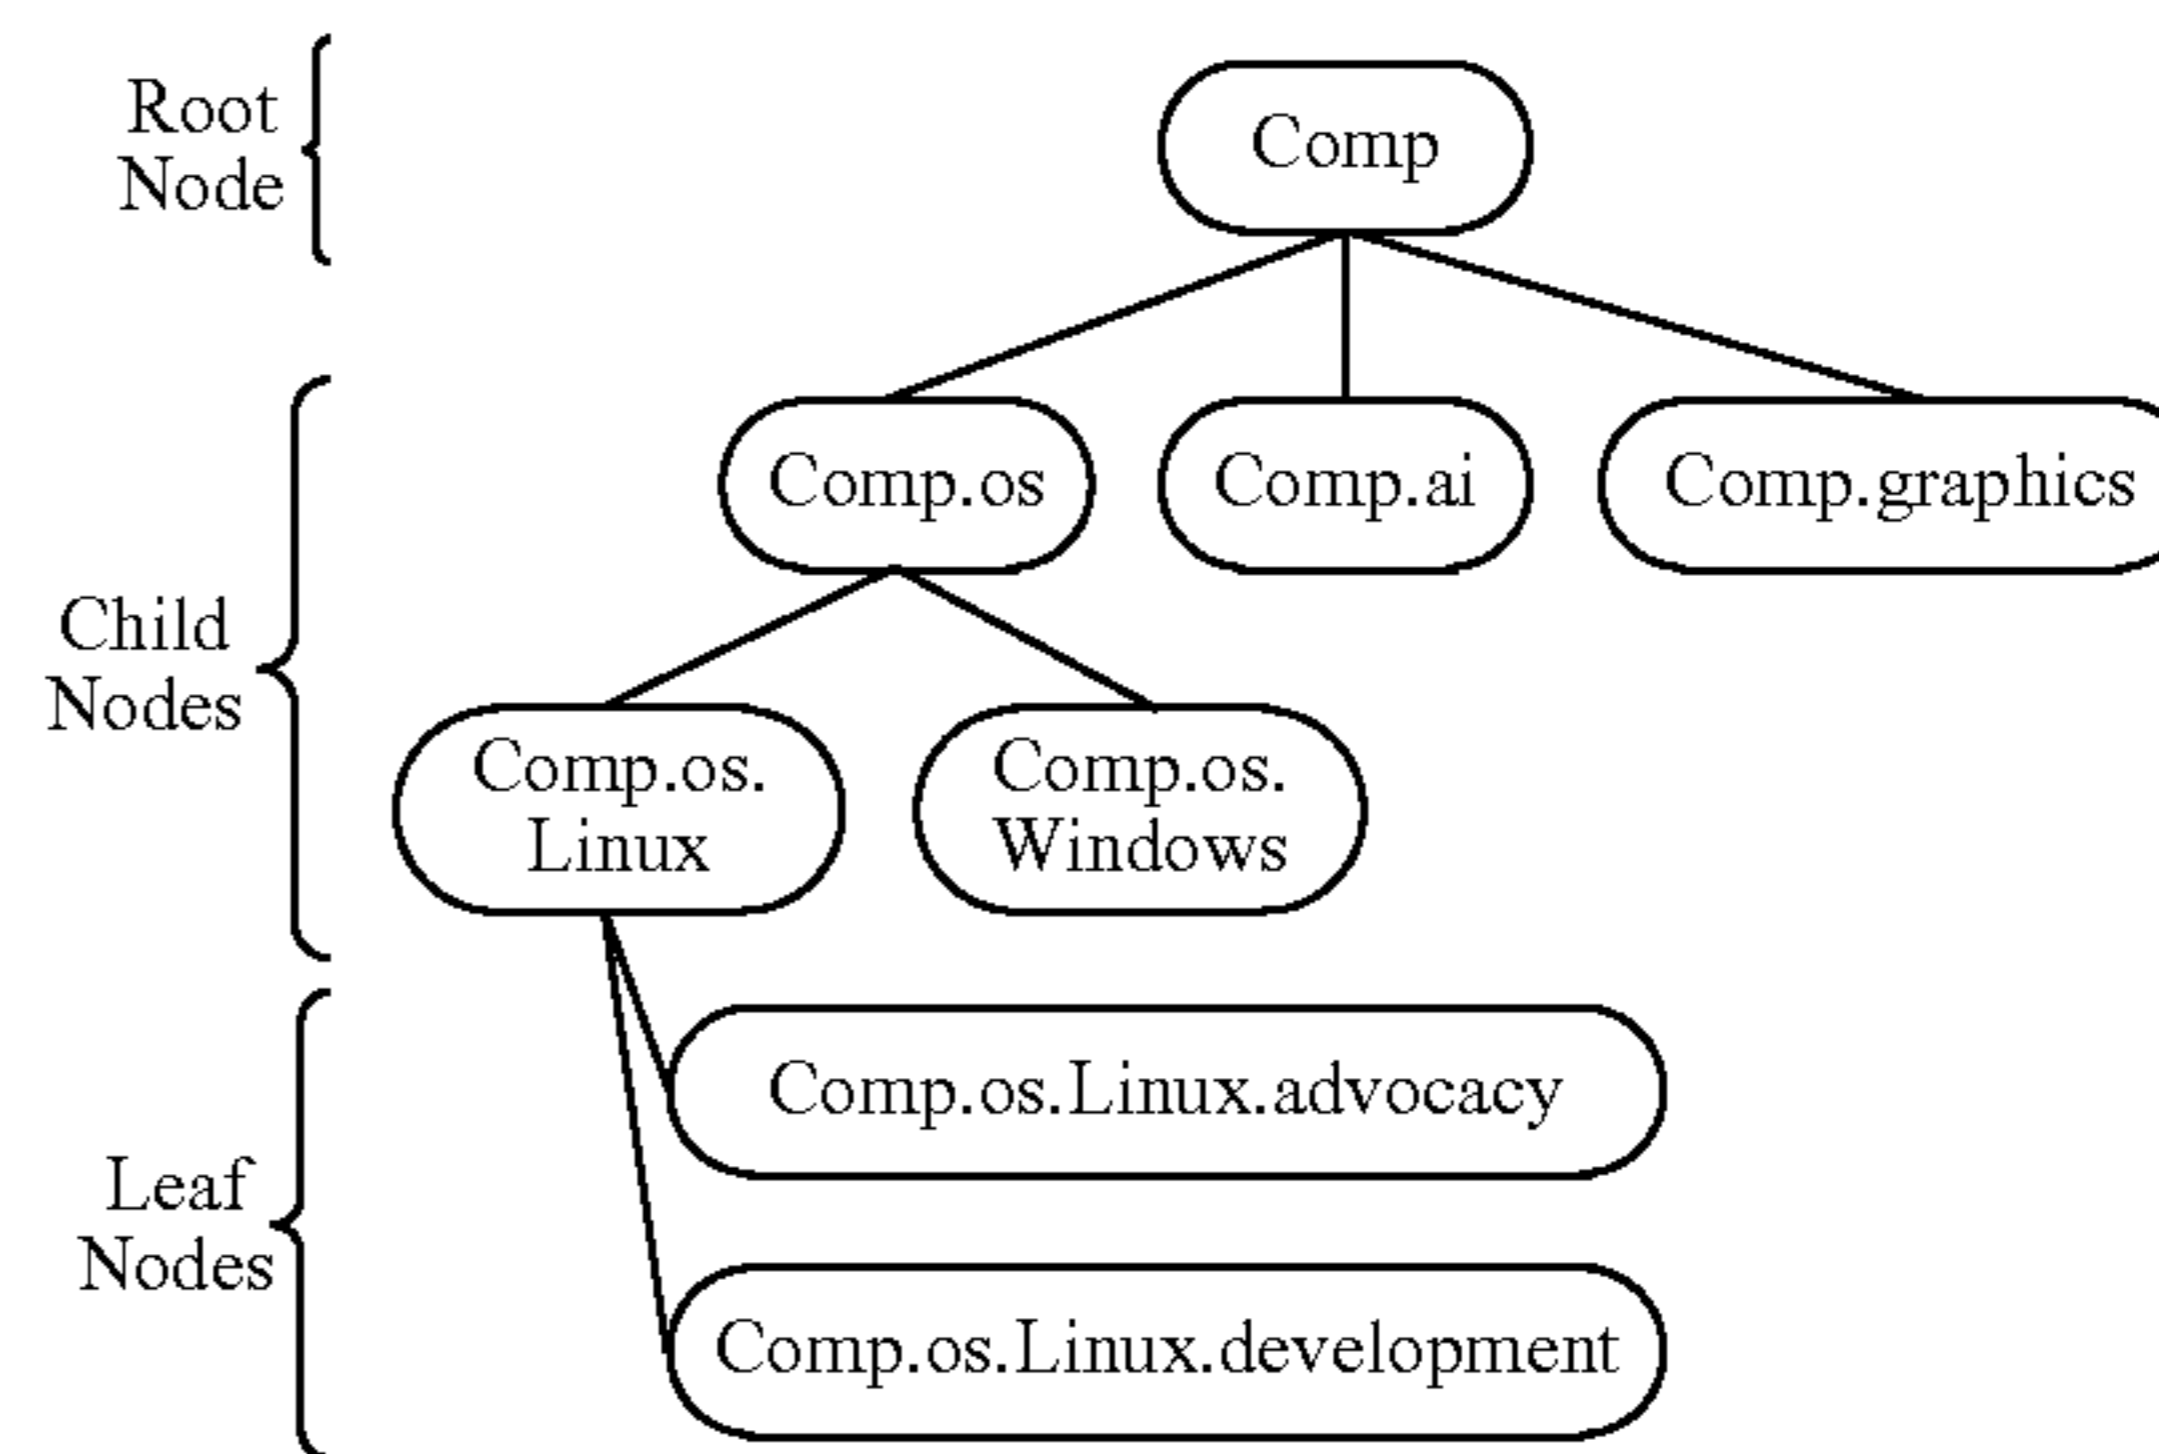 Root
Node
Comp
Comp.os
Comp.ai
Comp.graphics
Child
Nodes
Comp.os.
Linux
Comp.os.
Windows
Comp.os.Linux.advocacy
Leaf
Nodes
Comp.os.Linux.development